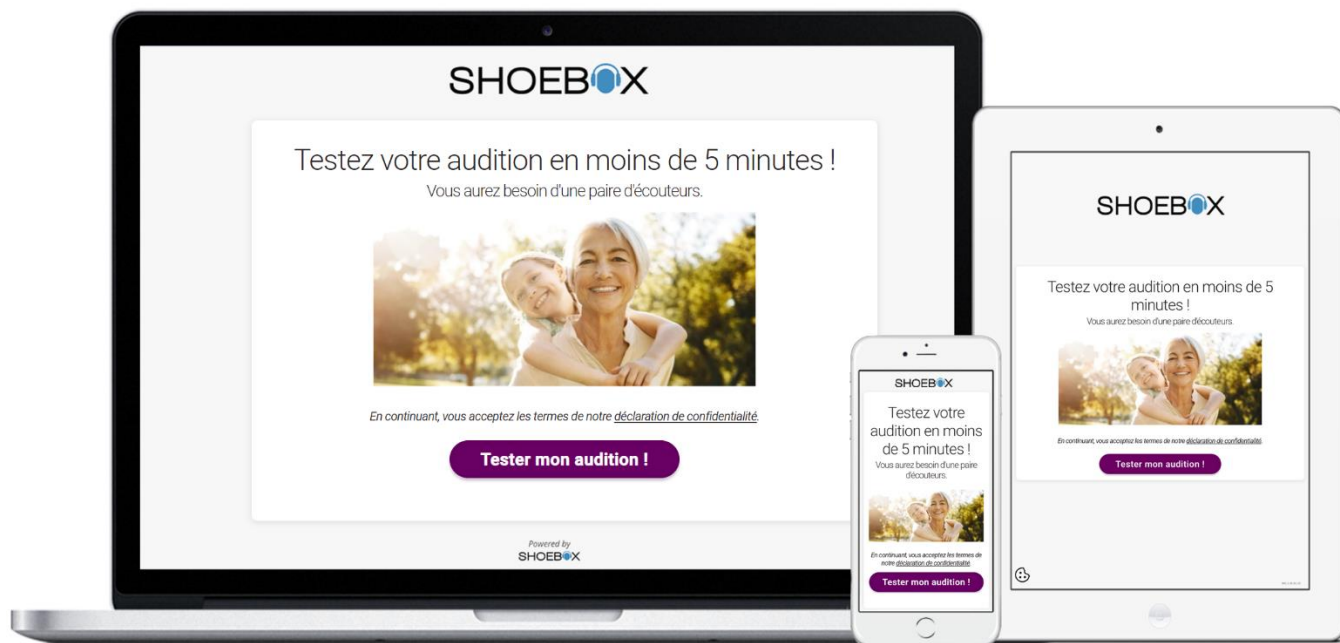 SHOEBOX
Testez votre audition en moins de 5 minutes !
Vous aurez besoin d'une paire d'écouteurs.
En continuant, vous acceptez les termes de notre déclaration de confidentialité.
Tester mon audition !
Powered by
SHOEBOX
SHOEBOX
Testez votre
audition en moins
de 5 minutes !
Vous aurez besoin d'une paire
d'écouteurs.
En continuant, vous acceptez les termes de
notre déclaration de confidentialité.
Tester mon audition !
SHOEBOX
Testez votre audition en moins de 5
minutes !
Vous aurez besoin d'une paire d'écouteurs.
En continuant, vous acceptez les termes de notre déclaration de confidentialité.
Tester mon audition !